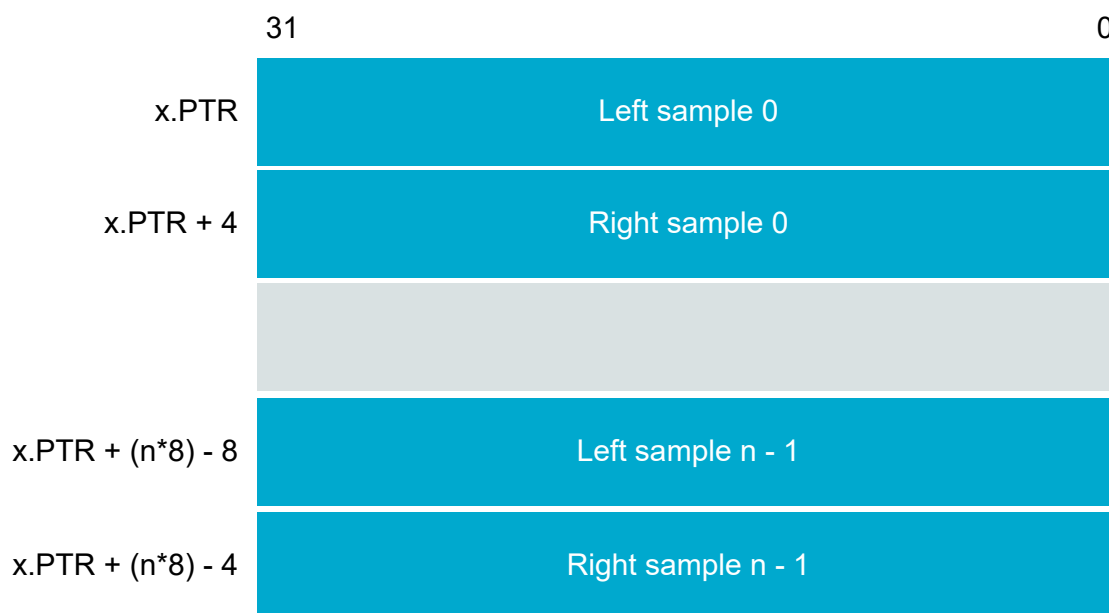 31 0
x.PTR Left sample 0
x.PTR + 4 Right sample 0
x.PTR + (n*8) - 8 Left sample n - 1
x.PTR + (n*8) - 4 Right sample n - 1